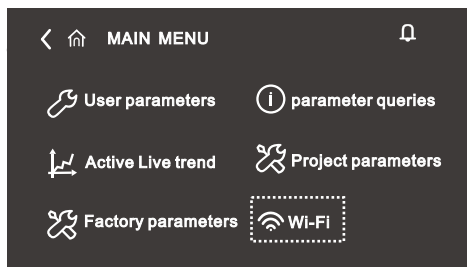 MAIN MENU
User parameters
parameter queries
Active Live trend
Project parameters
Factory parameters
Wi-Fi